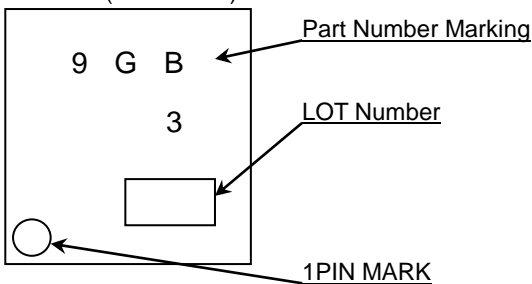 Part Number Marking
9 G B
LOT Number
3
1PIN MARK